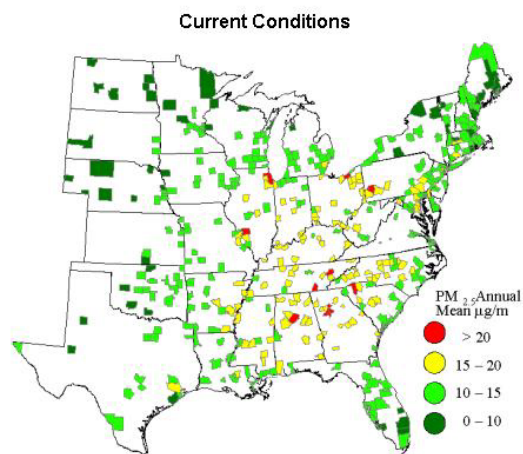 Current Conditions
PM 2.5 Annual
Mean µg/m
> 20
15 – 20
10 – 15
0 – 10